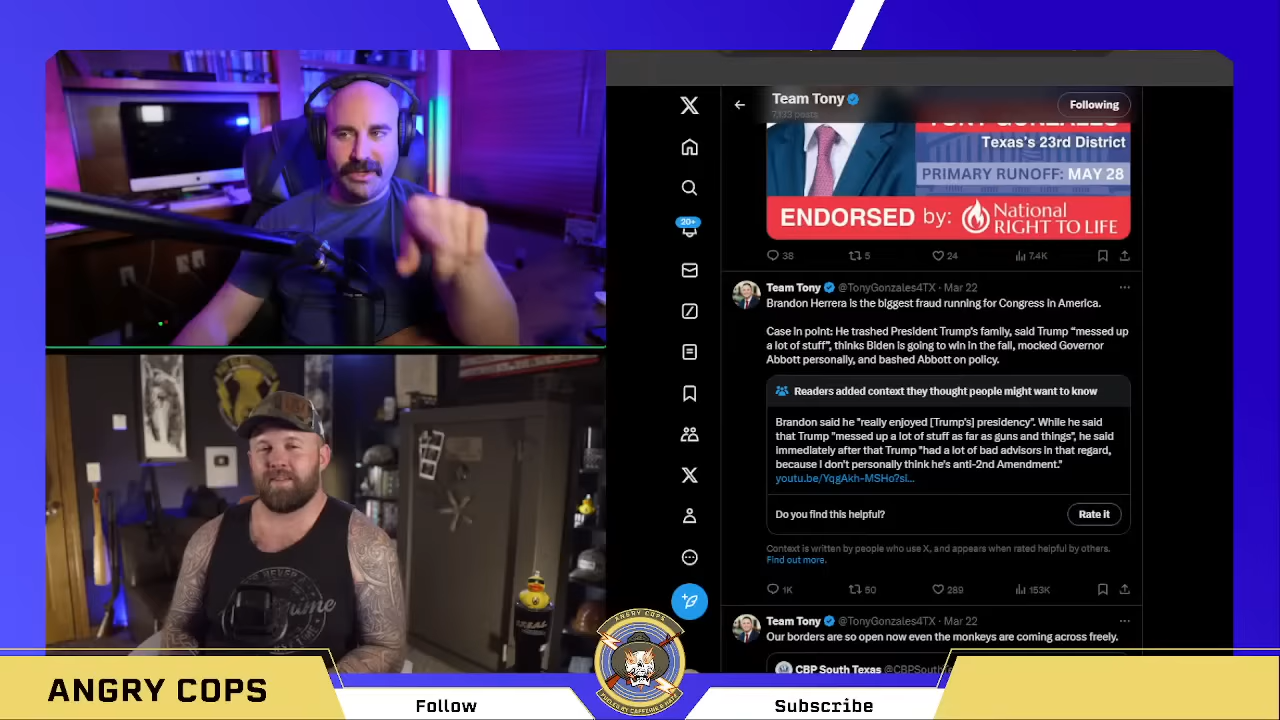 Team Tony
Following
7,133 posts
TONY GONZALES
Texas's 23rd District
PRIMARY RUNOFF: MAY 28
ENDORSED by: National
RIGHT TO LIFE
38 5 24 7.4K
Team Tony @TonyGonzales4TX · Mar 22
Brandon Herrera is the biggest fraud running for Congress in America.
Case in point: He trashed President Trump's family, said Trump “messed up
a lot of stuff”, thinks Biden is going to win in the fall, mocked Governor
Abbott personally, and bashed Abbott on policy.
Readers added context they thought people might want to know
Brandon said he "really enjoyed [Trump's] presidency". While he said
that Trump "messed up a lot of stuff as far as guns and things", he said
immediately after that Trump "had a lot of bad advisors in that regard,
because I don't personally think he's anti-2nd Amendment."
youtu.be/YqgAkh-MSHo?si...
Do you find this helpful?
Rate it
Context is written by people who use X, and appears when rated helpful by others.
Find out more.
1K 50 289 153K
Team Tony @TonyGonzales4TX · Mar 22
Our borders are so open now even the monkeys are coming across freely.
CBP South Texas @CBPSouth
20+
ANGRY COPS
ANGRY COPS
Follow
Subscribe